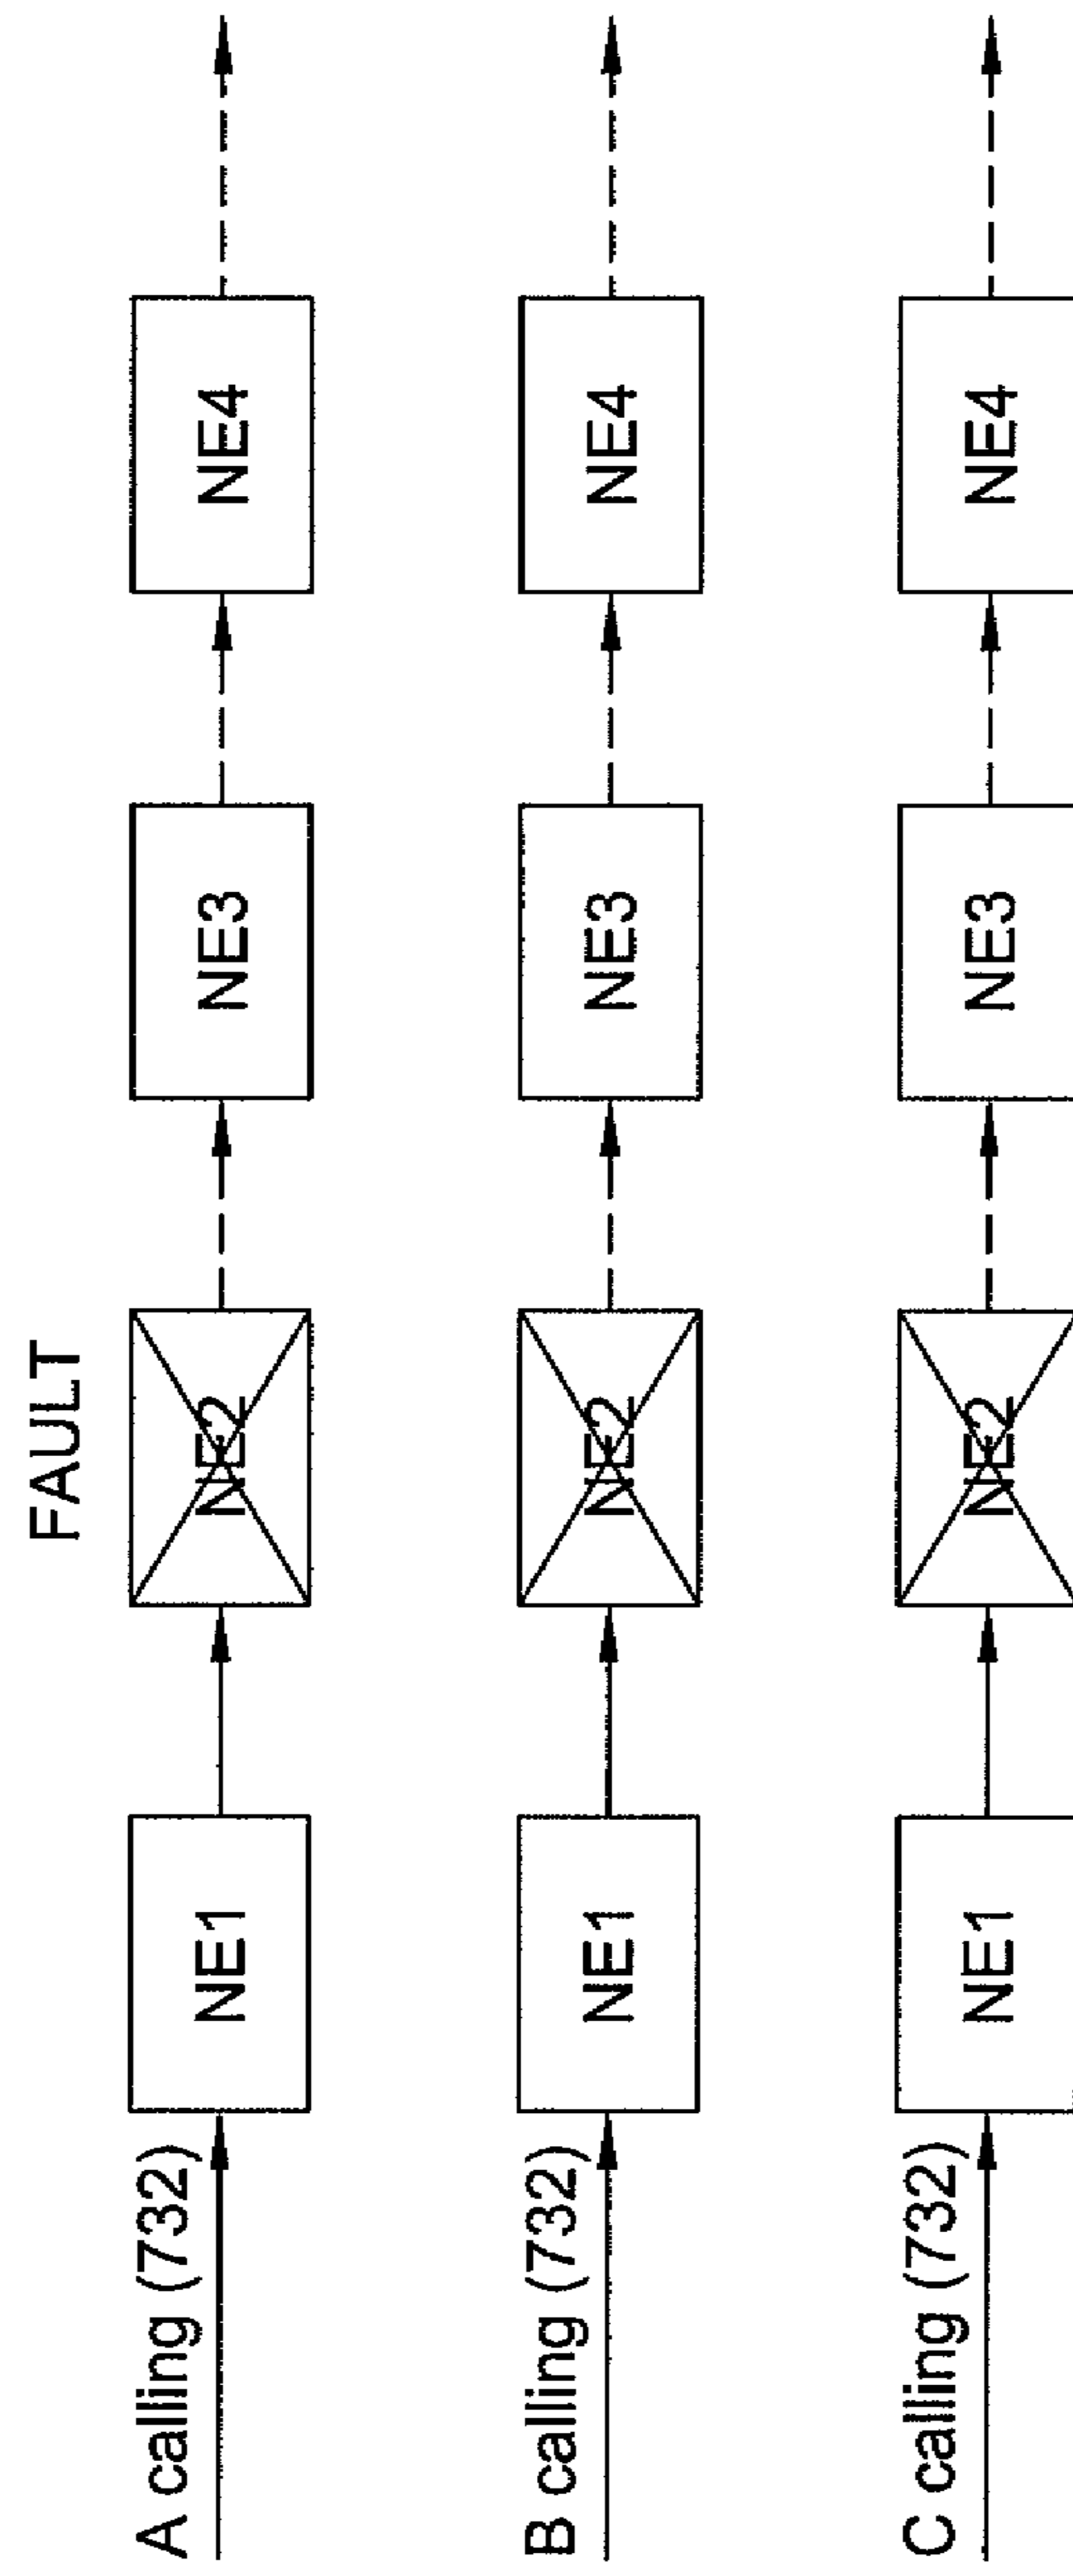 FAULT
A calling (732)
NE1
NE2
NE3
NE4
B calling (732)
NE1
NE2
NE3
NE4
C calling (732)
NE1
NE2
NE3
NE4